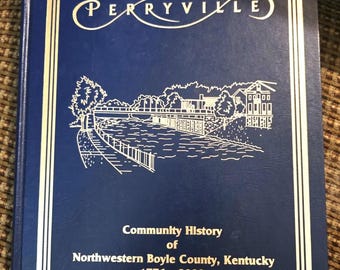 PERRYVILLE
Community History
of
Northwestern Boyle County, Kentucky